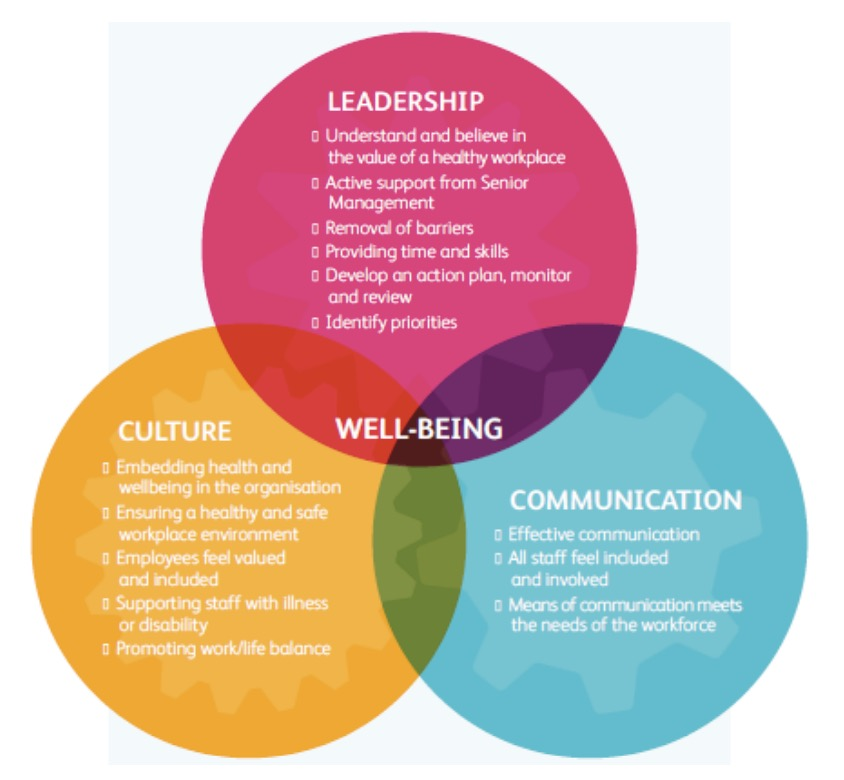 LEADERSHIP
▯ Understand and believe in
the value of a healthy workplace
▯ Active support from Senior
Management
▯ Removal of barriers
▯ Providing time and skills
▯ Develop an action plan, monitor
and review
▯ Identify priorities
WELL-BEING
CULTURE
▯ Embedding health and
wellbeing in the organisation
▯ Ensuring a healthy and safe
workplace environment
▯ Employees feel valued
and included
▯ Supporting staff with illness
or disability
▯ Promoting work/life balance
COMMUNICATION
▯ Effective communication
▯ All staff feel included
and involved
▯ Means of communication meets
the needs of the workforce